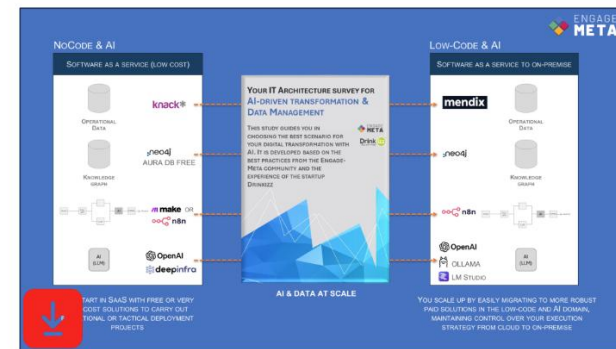 ENGAGE
META
NoCode & AI
Software as a Service (low cost)
Operational
Data
knack
Knowledge
graph
neo4j
AURA DB FREE
make OR
n8n
AI
(LLM)
OpenAI
deepinfra
Start in SaaS with free or very
cost solutions to carry out
tional or tactical deployment
projects
Your IT Architecture survey for
AI-driven transformation &
Data Management
This study guides you in
choosing the best scenario for
your digital transformation with
AI. It is developed based on the
best practices from the Engage-
Meta community and the
experience of the startup
Drinkizz
ENGAGE
META
Drink
AI & Data at scale
Low-Code & AI
Software as a Service to on-premise
mendix
Operational
Data
neo4j
Knowledge
graph
n8n
OpenAI
OLLAMA
LM Studio
AI
(LLM)
You scale up by easily migrating to more robust
paid solutions in the low-code and AI domain,
maintaining control over your execution
strategy from cloud to on-premise